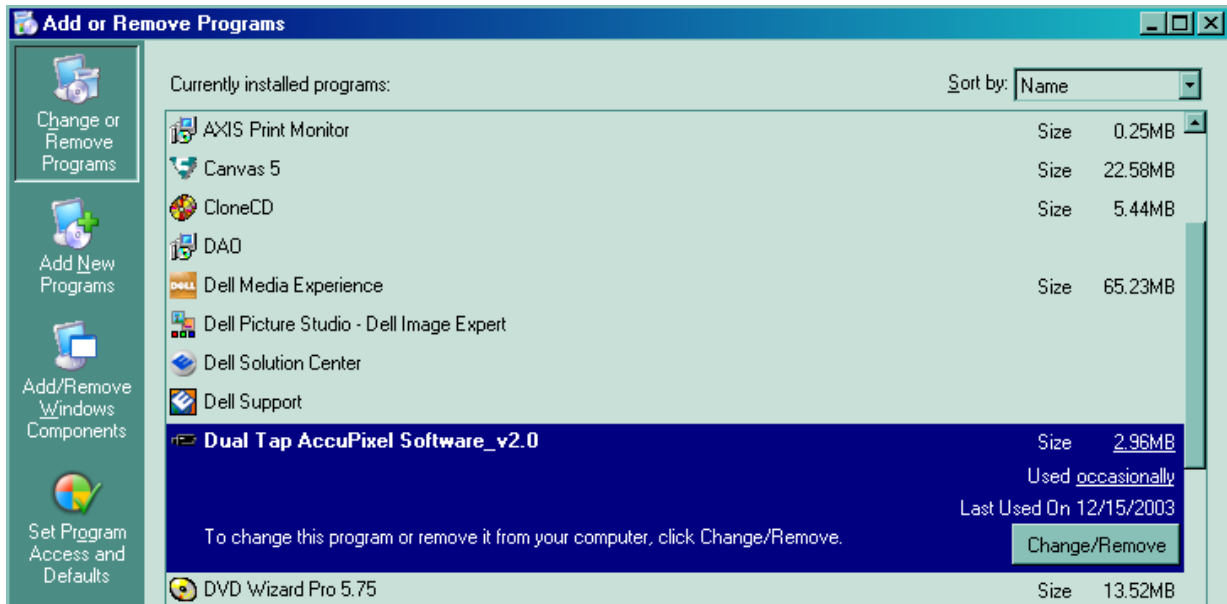 Add or Remove Programs
Change or
Remove
Programs
Add New
Programs
Add/Remove
Windows
Components
Set Program
Access and
Defaults
Currently installed programs:
Sort by: Name
AXIS Print Monitor Size 0.25MB
Canvas 5 Size 22.58MB
CloneCD Size 5.44MB
DAO
DELL Dell Media Experience Size 65.23MB
Dell Picture Studio - Dell Image Expert
Dell Solution Center
Dell Support
Dual Tap AccuPixel Software_v2.0 Size 2.96MB
Used occasionally
Last Used On 12/15/2003
To change this program or remove it from your computer, click Change/Remove. Change/Remove
DVD Wizard Pro 5.75 Size 13.52MB